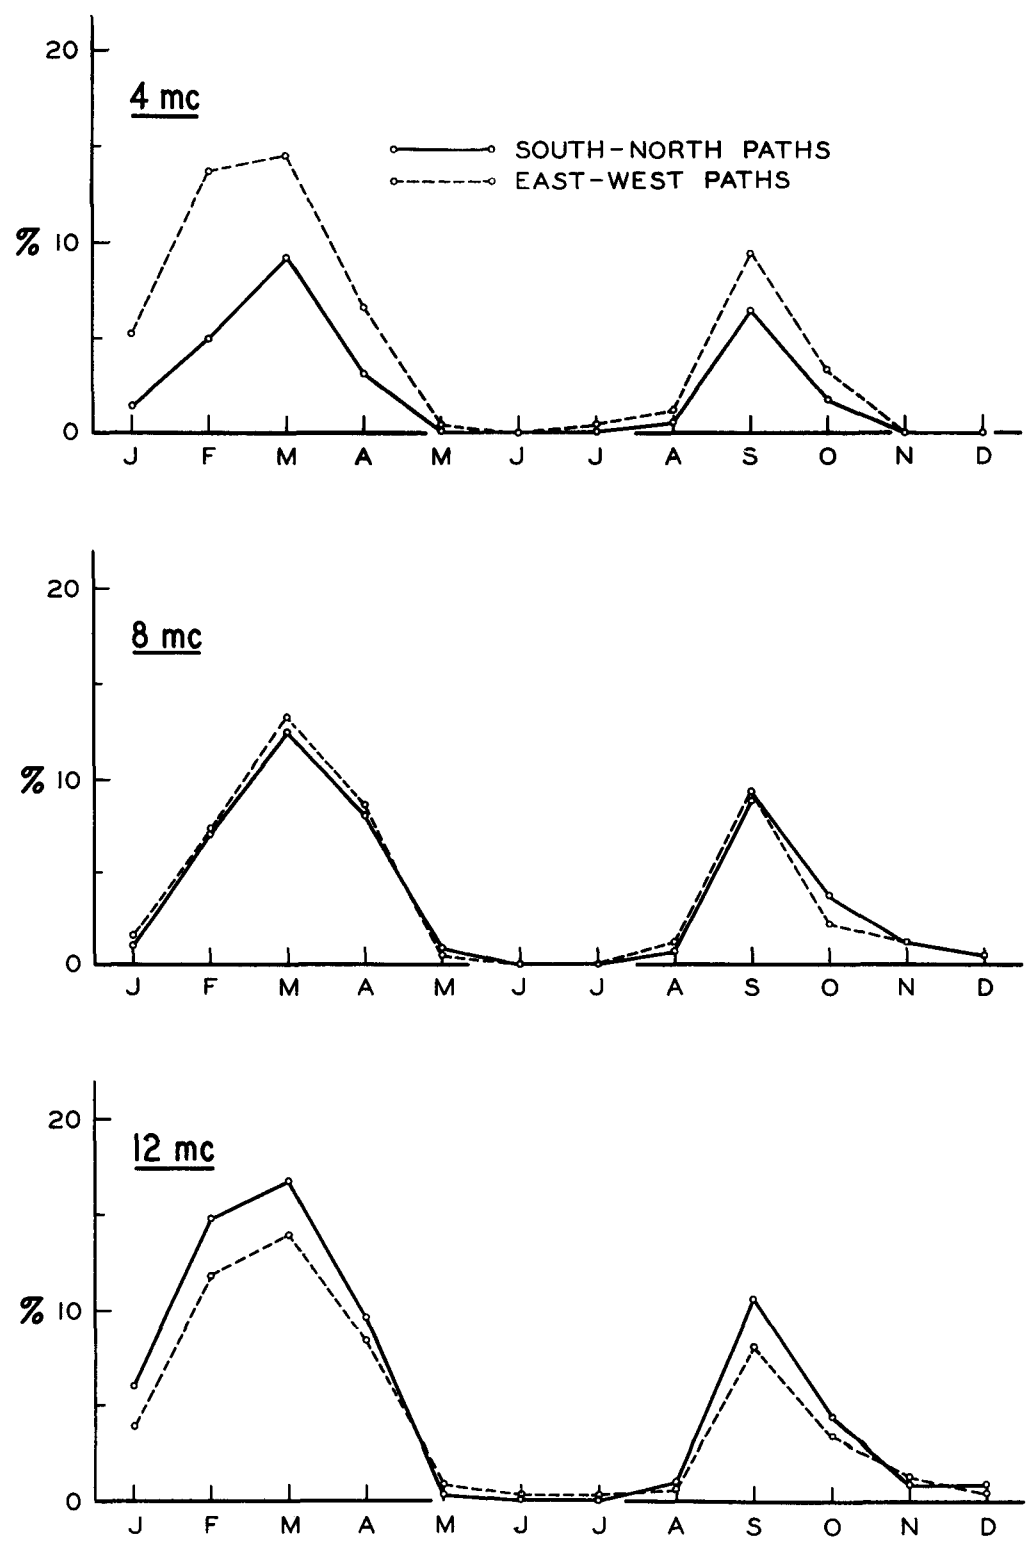 20
4 mc
SOUTH-NORTH PATHS
EAST-WEST PATHS
% 10
0
J F M A M J J A S O N D
20
8 mc
% 10
0
J F M A M J J A S O N D
20
12 mc
% 10
0
J F M A M J J A S O N D